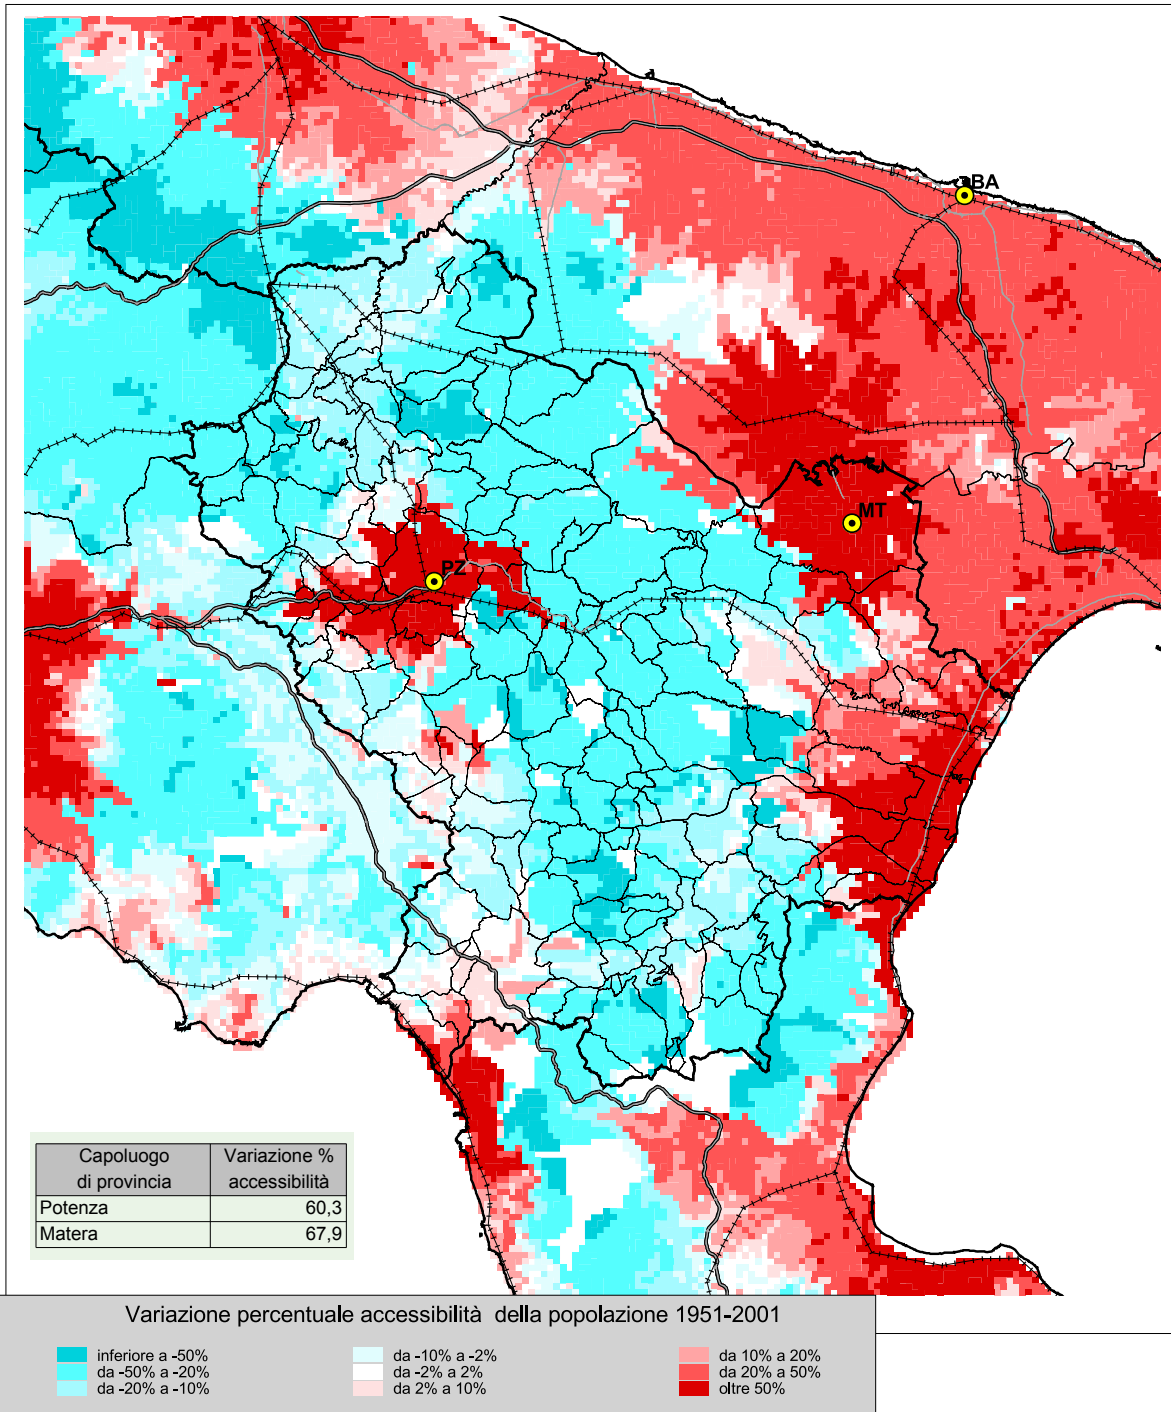 BA
MT
PZ
Capoluogo di provincia Variazione % accessibilità
Potenza 60,3
Matera 67,9
Variazione percentuale accessibilità della popolazione 1951-2001
inferiore a -50%
da -50% a -20%
da -20% a -10%
da -10% a -2%
da -2% a 2%
da 2% a 10%
da 10% a 20%
da 20% a 50%
oltre 50%